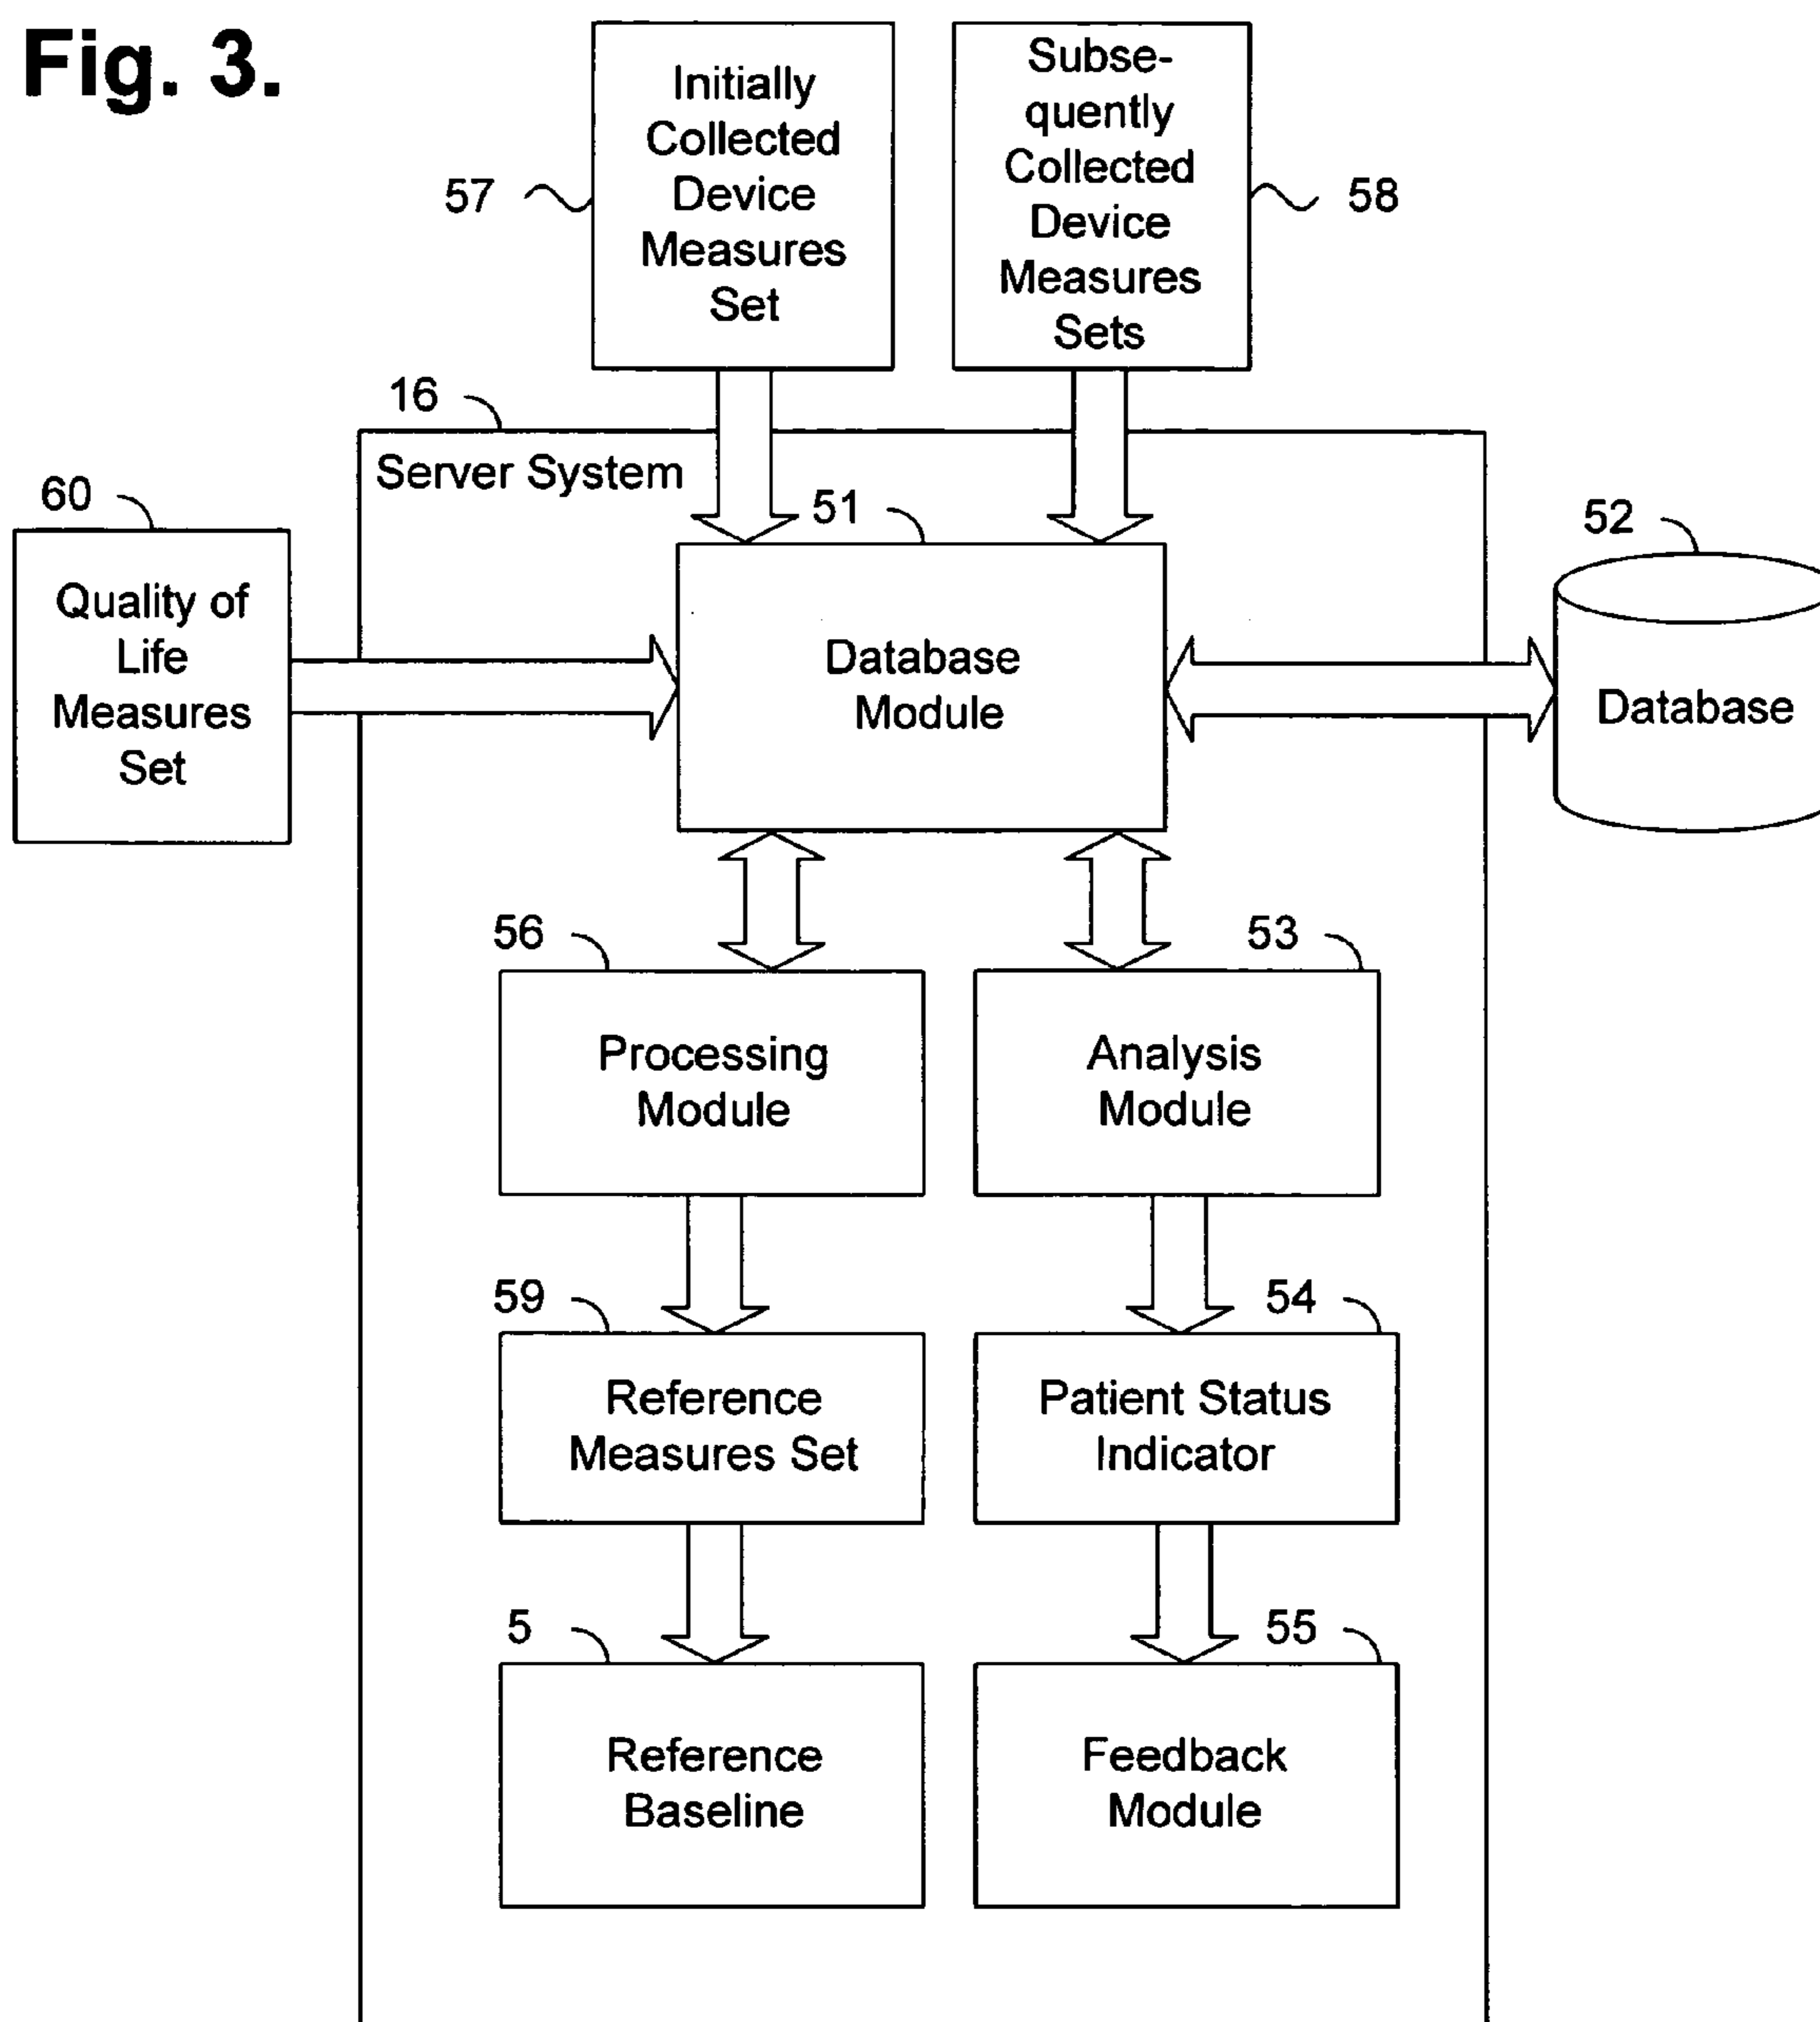 Fig. 3.
Initially
Collected
Device
Measures
Set
57
Subse-
quently
Collected
Device
Measures
Sets
58
16
Server System
60
Quality of
Life
Measures
Set
51
Database
Module
52
Database
56
Processing
Module
53
Analysis
Module
59
Reference
Measures Set
54
Patient Status
Indicator
5
Reference
Baseline
55
Feedback
Module